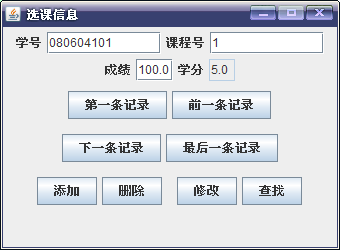 选课信息
学号 080604101 课程号 1
成绩 100.0 学分 5.0
第一条记录 前一条记录
下一条记录 最后一条记录
添加 删除 修改 查找